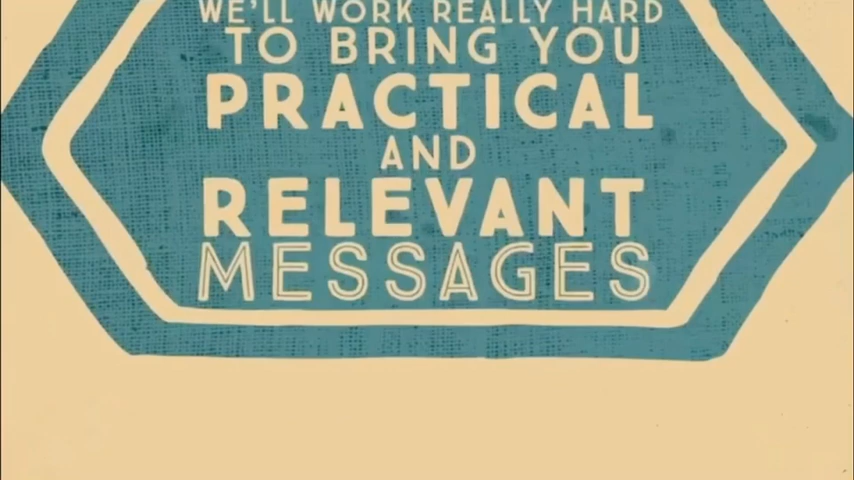 WE'LL WORK REALLY HARD
TO BRING YOU
PRACTICAL
AND
RELEVANT
MESSAGES